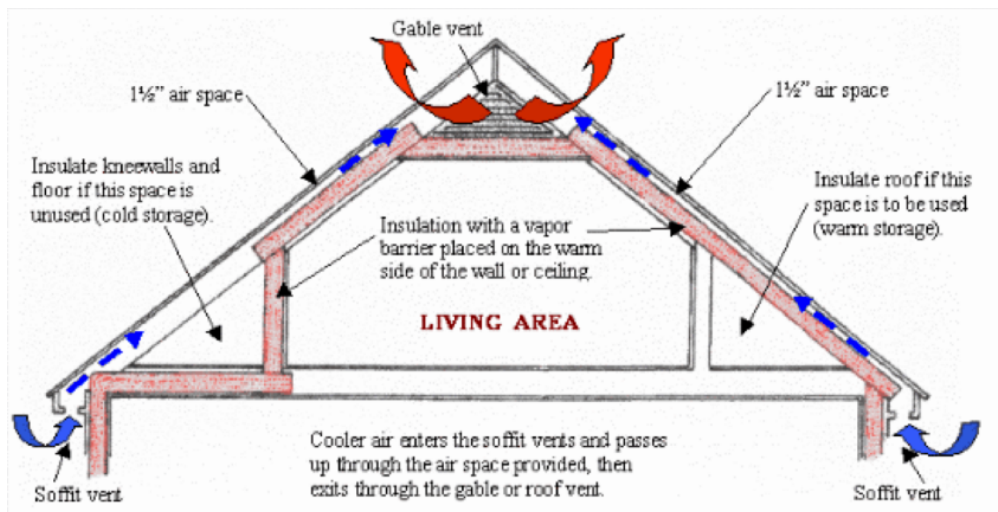 Gable vent
1½” air space
1½” air space
Insulate kneewalls and
floor if this space is
unused (cold storage).
Insulation with a vapor
barrier placed on the warm
side of the wall or ceiling.
Insulate roof if this
space is to be used
(warm storage).
LIVING AREA
Cooler air enters the soffit vents and passes
up through the air space provided, then
exits through the gable or roof vent.
Soffit vent
Soffit vent